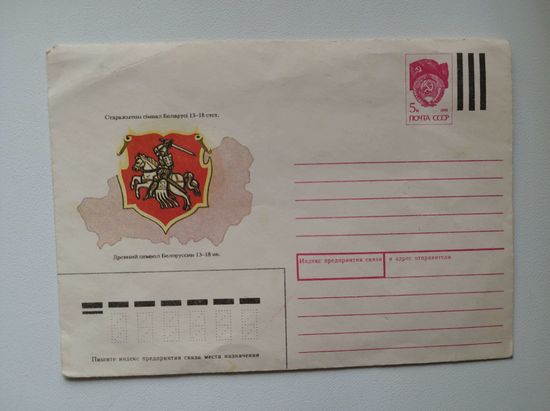 Старажытны сімвал Беларусі 13-18 стст.
Древний символ Белоруссии 13-18 вв.
5к
ПОЧТА СССР
Индекс предприятия связи и адрес отправителя
Пишите индекс предприятия связи места назначения